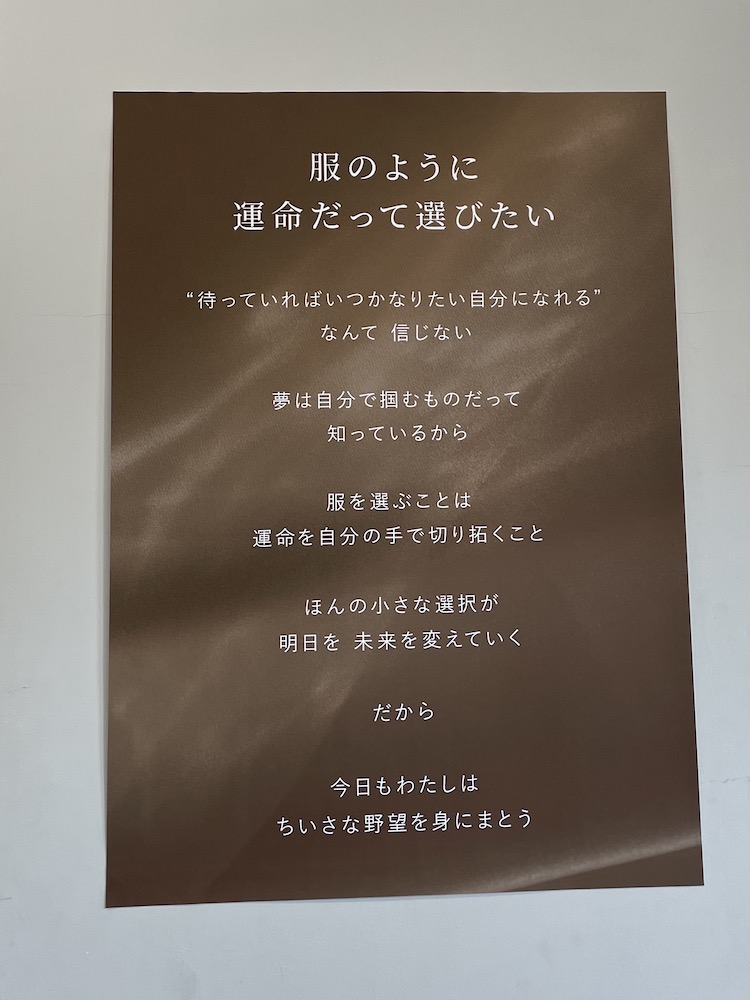 服のように
運命だって選びたい
“待っていればいつかなりたい自分になれる”
なんて 信じない
夢は自分で掴むものだって
知っているから
服を選ぶことは
運命を自分の手で切り拓くこと
ほんの小さな選択が
明日を 未来を変えていく
だから
今日もわたしは
ちいさな野望を身にまとう